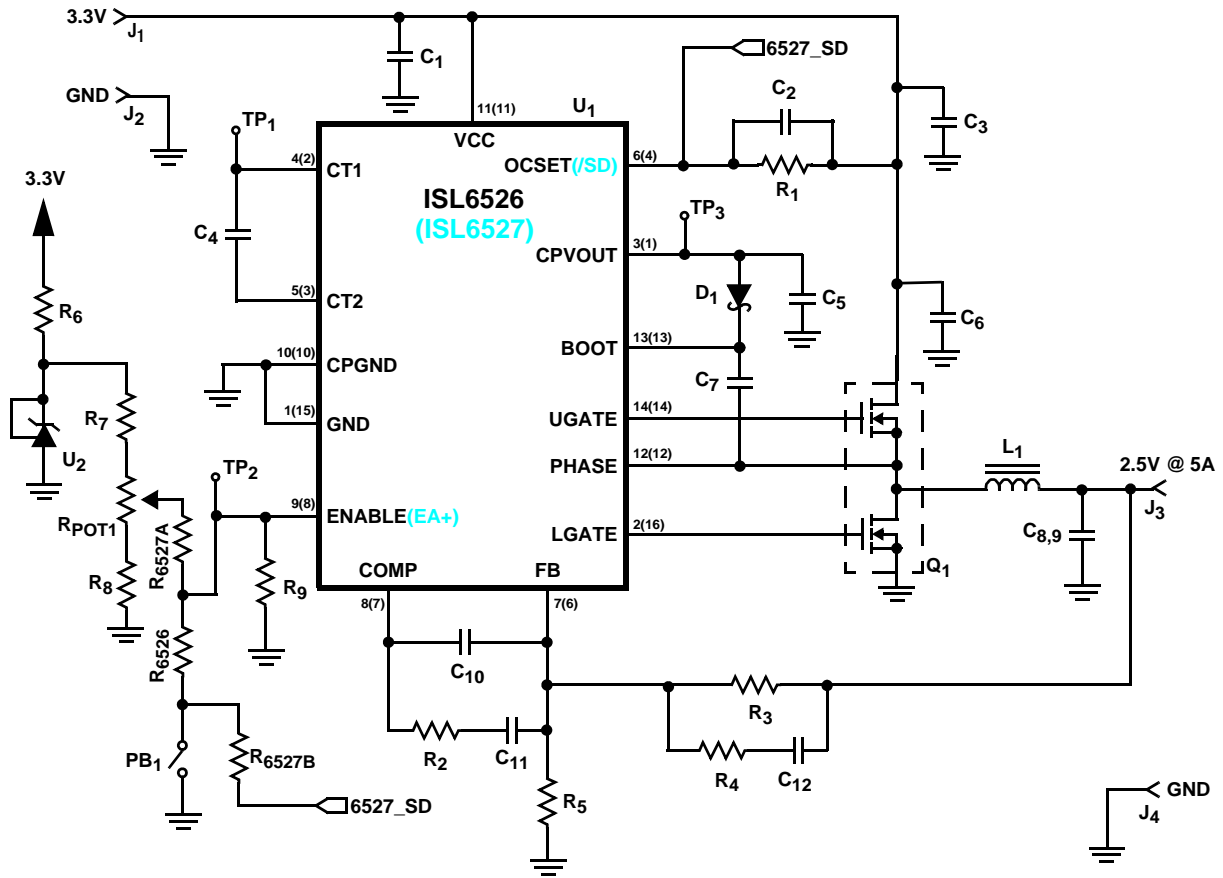 3.3V
J1
C1
6527_SD
GND
J2
TP1
11(11)
U1
C2
C3
VCC
4(2)
CT1
OCSET(/SD)
6(4)
R1
3.3V
ISL6526
(ISL6527)
TP3
C4
CPVOUT
3(1)
D1
C5
5(3)
CT2
R6
C6
BOOT
13(13)
10(10)
CPGND
C7
R7
1(15)
GND
UGATE
14(14)
U2
TP2
PHASE
12(12)
L1
2.5V @ 5A
J3
RPOT1
R6527A
9(8)
ENABLE(EA+)
LGATE
2(16)
C8,9
Q1
R8
R9
COMP
FB
8(7)
7(6)
R6526
C10
R3
R2
C11
R4
C12
PB1
R6527B
6527_SD
R5
GND
J4